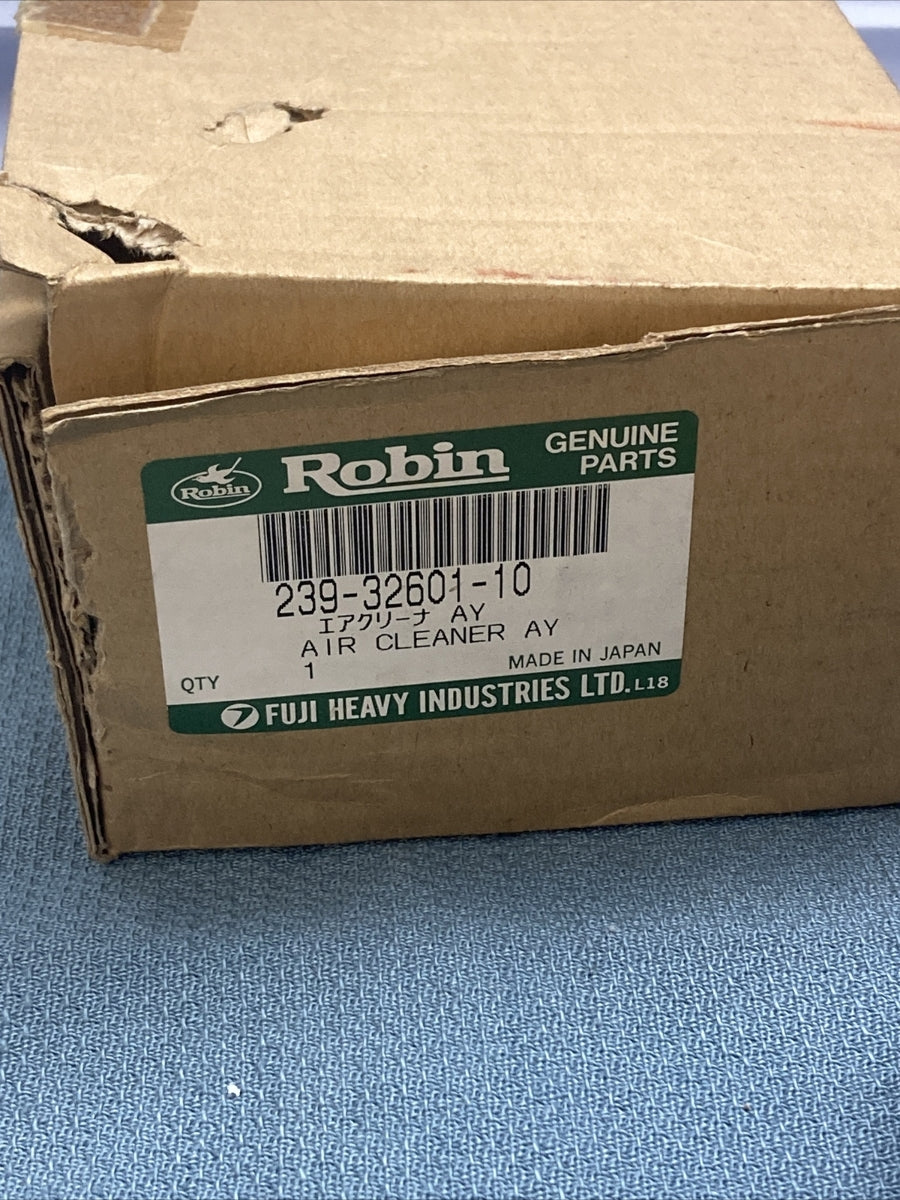 Robin
Robin
GENUINE
PARTS
239-32601-10
エアクリーナ AY
AIR CLEANER AY
QTY 1 MADE IN JAPAN
FUJI HEAVY INDUSTRIES LTD. L18